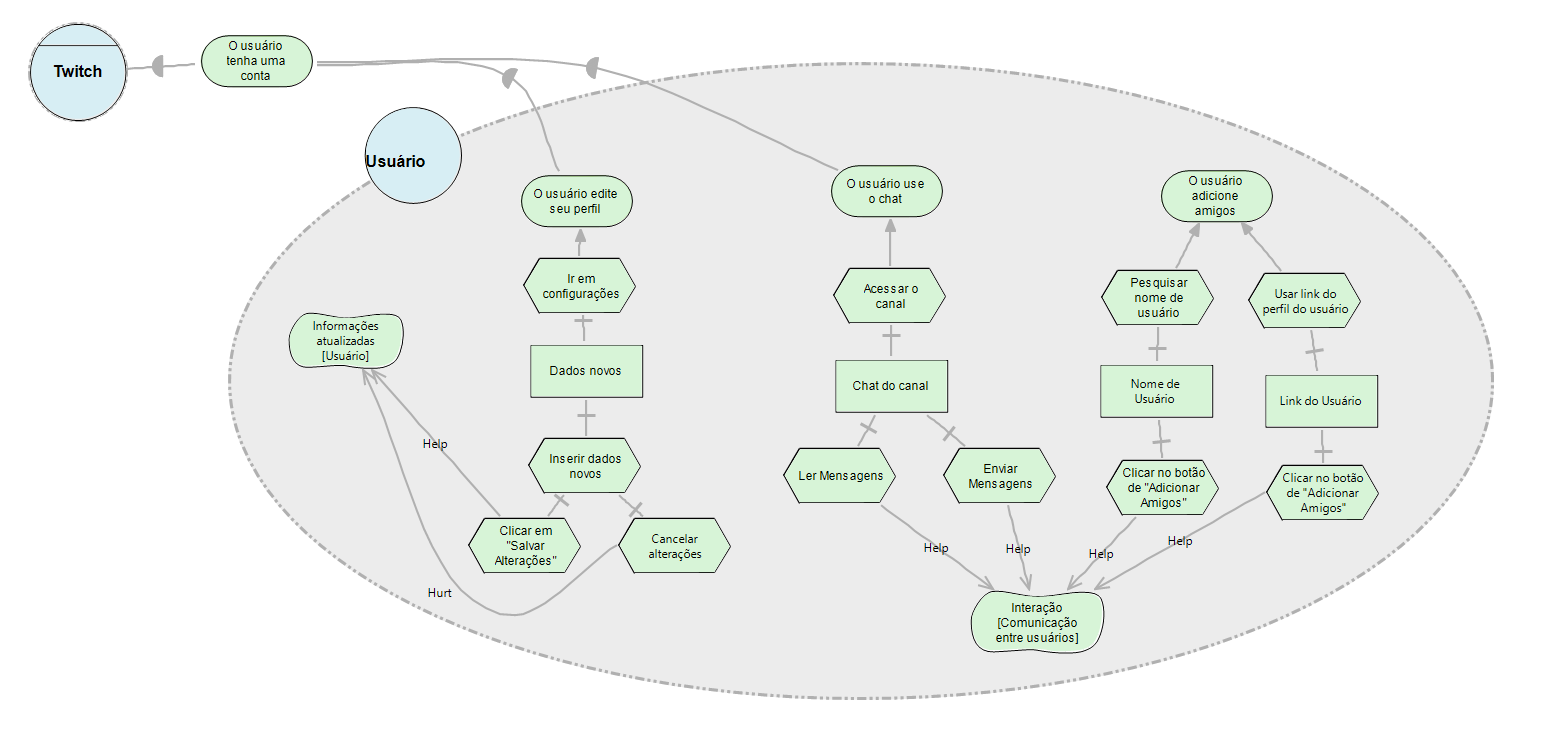 Twitch
O usuário
tenha uma
conta
Usuário
O usuário edite
seu perfil
O usuário use
o chat
O usuário
adicione
amigos
Ir em
configurações
Acessar o
canal
Pesquisar
nome de
usuário
Usar link do
perfil do usuário
Informações
atualizadas
[Usuário]
Dados novos
Chat do canal
Nome de
Usuário
Link do Usuário
Help
Inserir dados
novos
Ler Mensagens
Enviar
Mensagens
Clicar no botão
de "Adicionar
Amigos"
Clicar no botão
de "Adicionar
Amigos"
Clicar em
"Salvar
Alterações"
Cancelar
alterações
Help
Help
Help
Help
Hurt
Interação
[Comunicação
entre usuários]